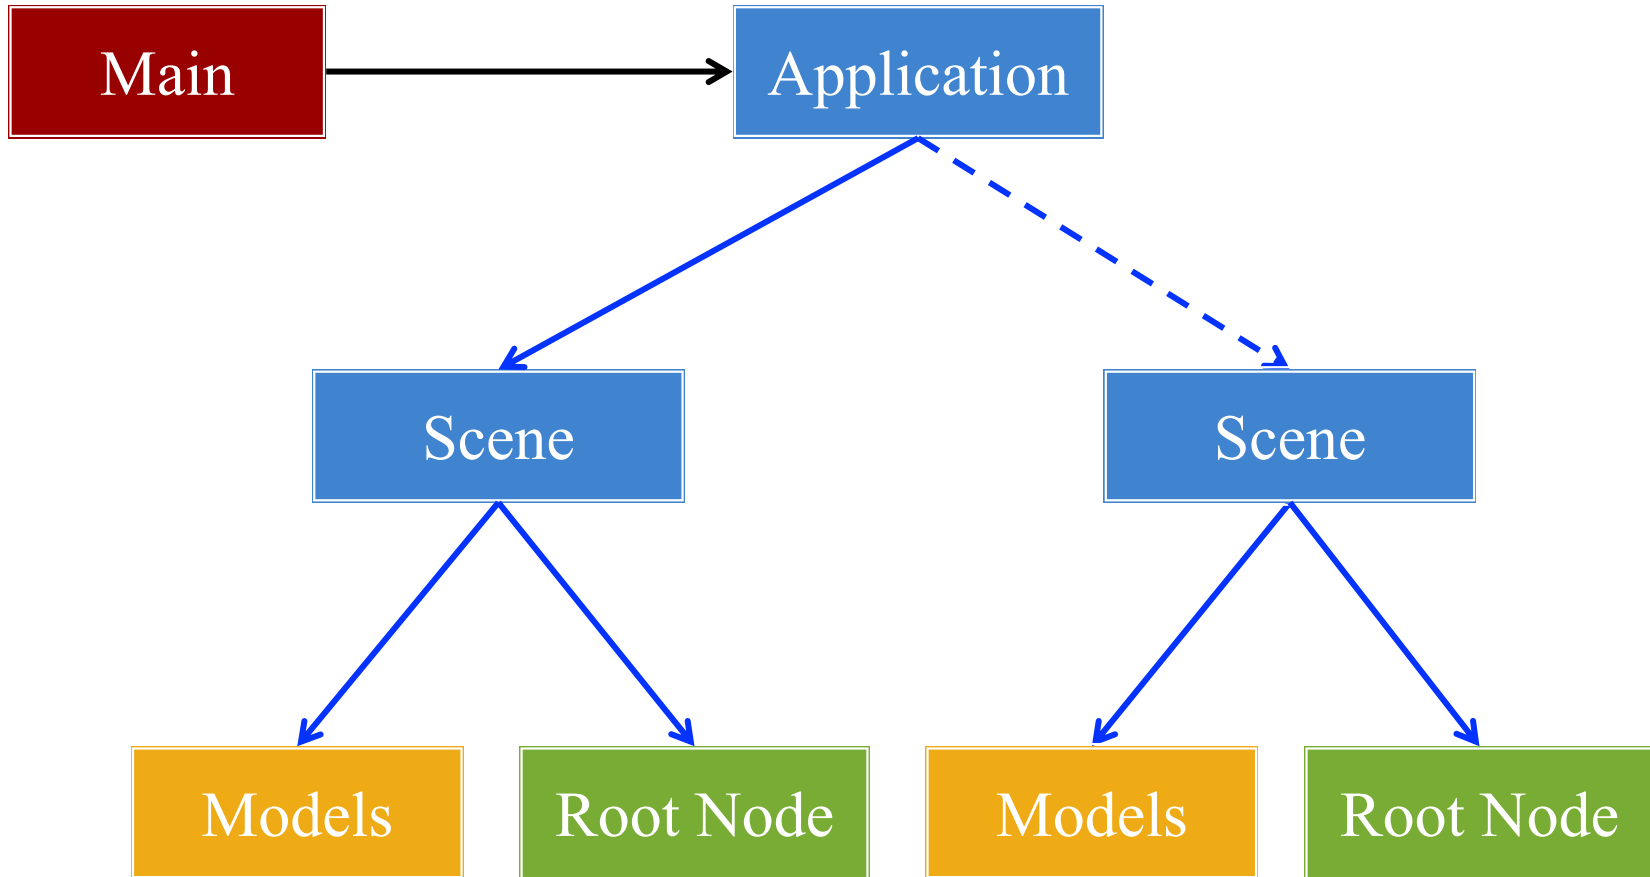 Main
Application
Scene
Scene
Models
Root Node
Models
Root Node